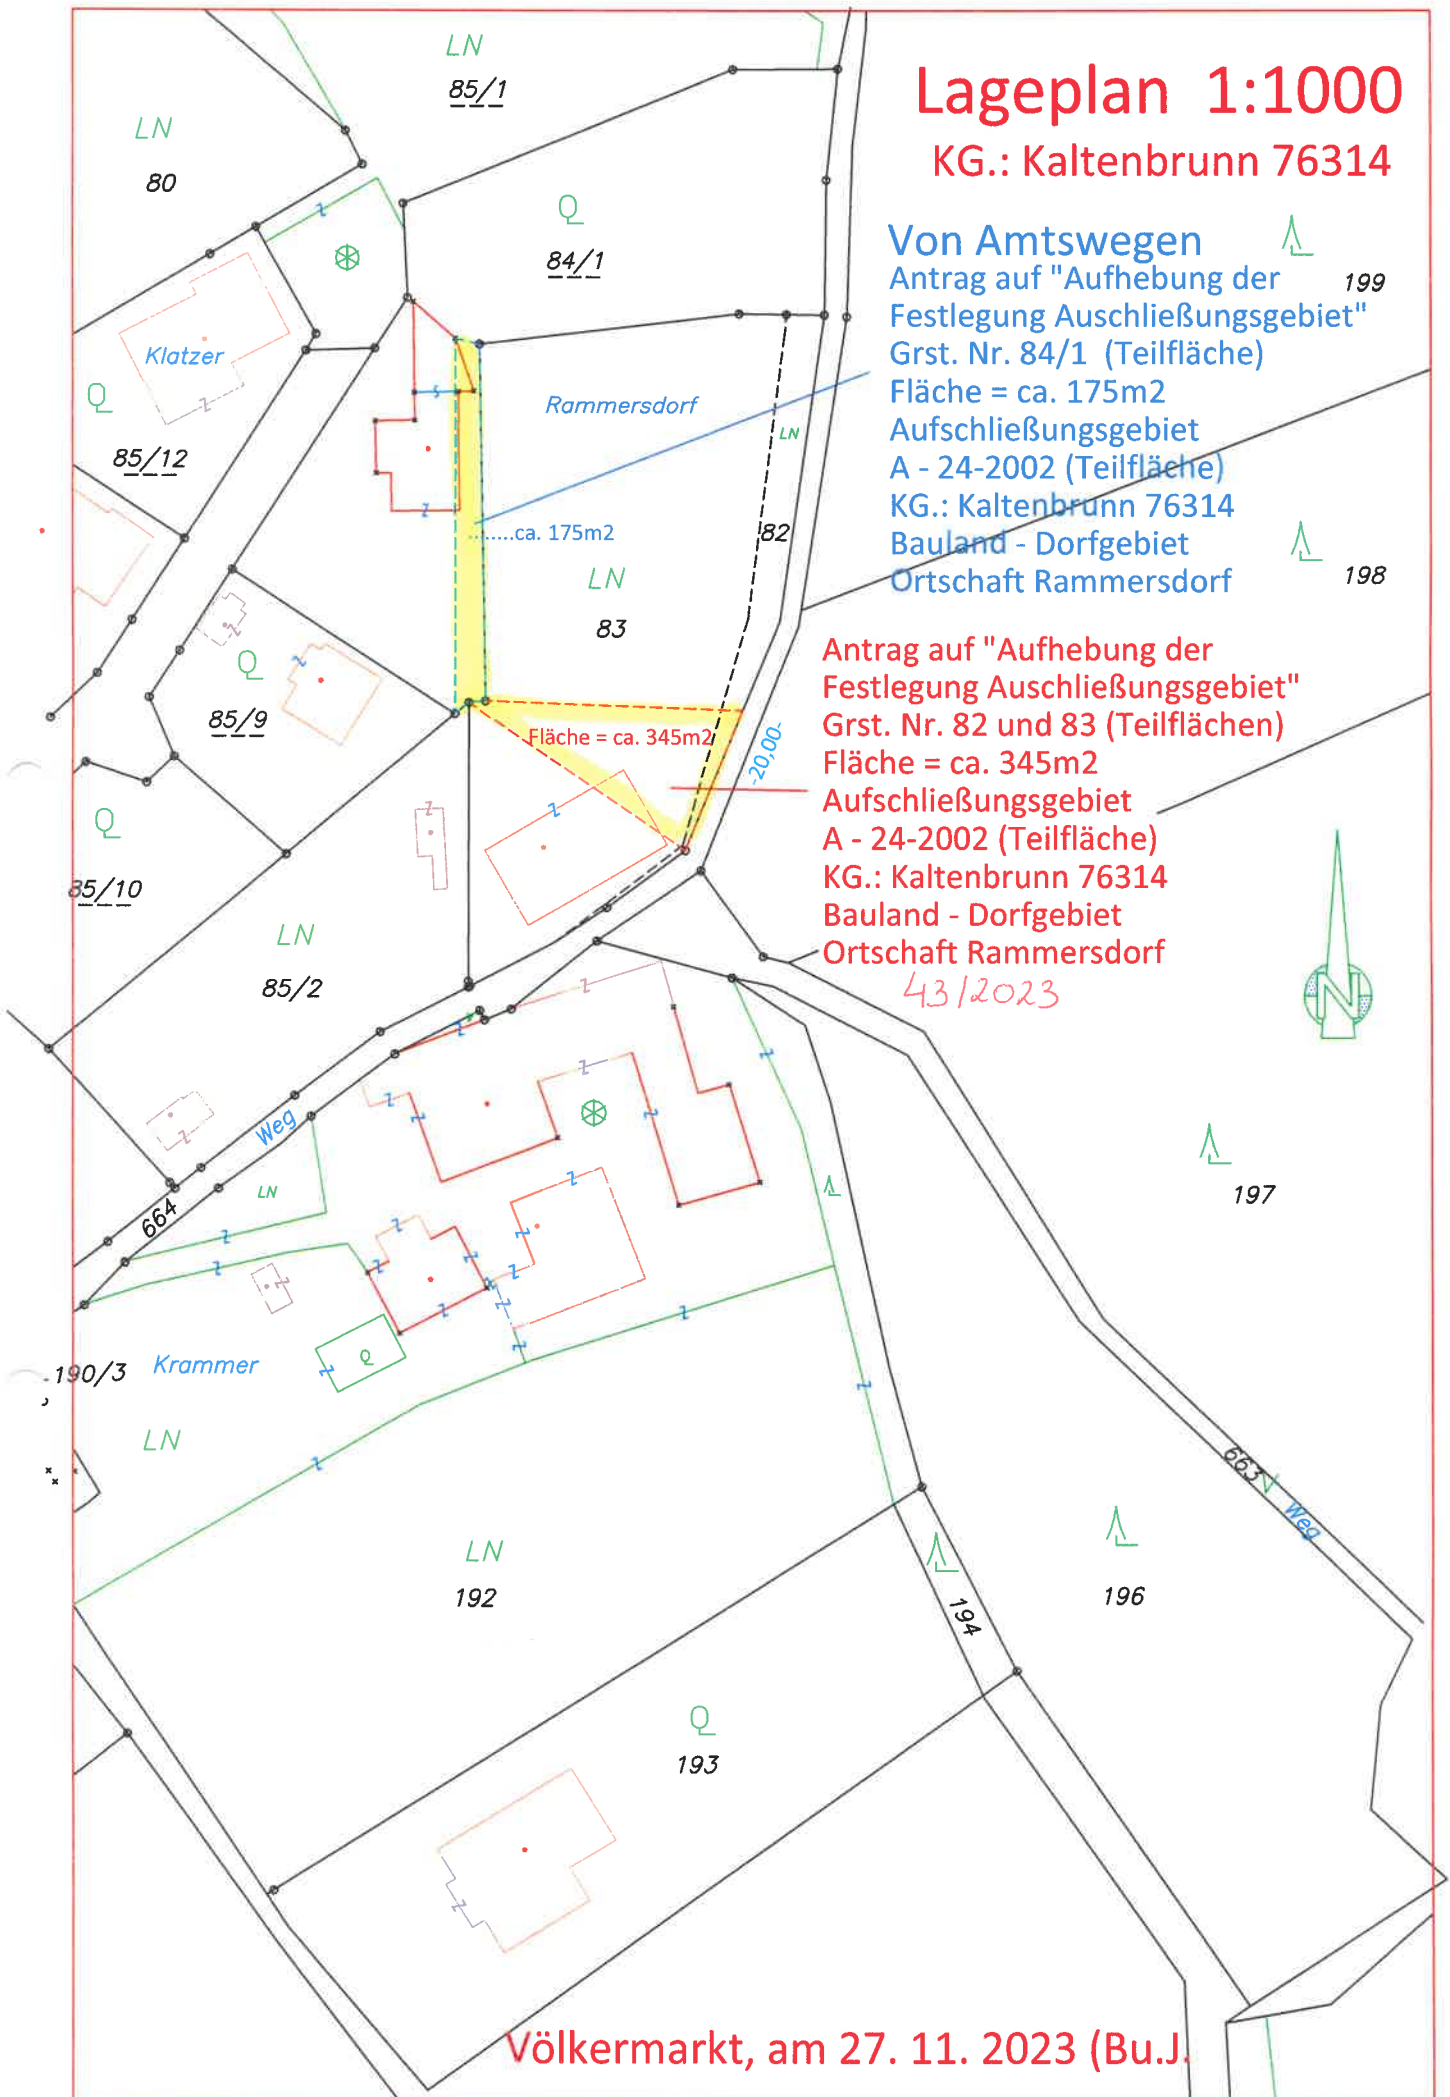 Lageplan 1:1000
KG.: Kaltenbrunn 76314
Von Amtswegen
Antrag auf "Aufhebung der
Festlegung Auschließungsgebiet"
Grst. Nr. 84/1 (Teilfläche)
Fläche = ca. 175m2
Aufschließungsgebiet
A - 24-2002 (Teilfläche)
KG.: Kaltenbrunn 76314
Bauland - Dorfgebiet
Ortschaft Rammersdorf
Antrag auf "Aufhebung der
Festlegung Auschließungsgebiet"
Grst. Nr. 82 und 83 (Teilflächen)
Fläche = ca. 345m2
Aufschließungsgebiet
A - 24-2002 (Teilfläche)
KG.: Kaltenbrunn 76314
Bauland - Dorfgebiet
Ortschaft Rammersdorf
43/2023
LN
85/1
LN
80
Q
84/1
199
Klatzer
Q
85/12
Rammersdorf
LN
........ca. 175m2
82
LN
83
198
Q
85/9
Fläche = ca. 345m2
-20,00-
Q
85/10
LN
85/2
N
Weg
664
LN
197
190/3
Krammer
Q
LN
663
Weg
LN
192
194
196
Q
193
Völkermarkt, am 27. 11. 2023 (Bu.J.